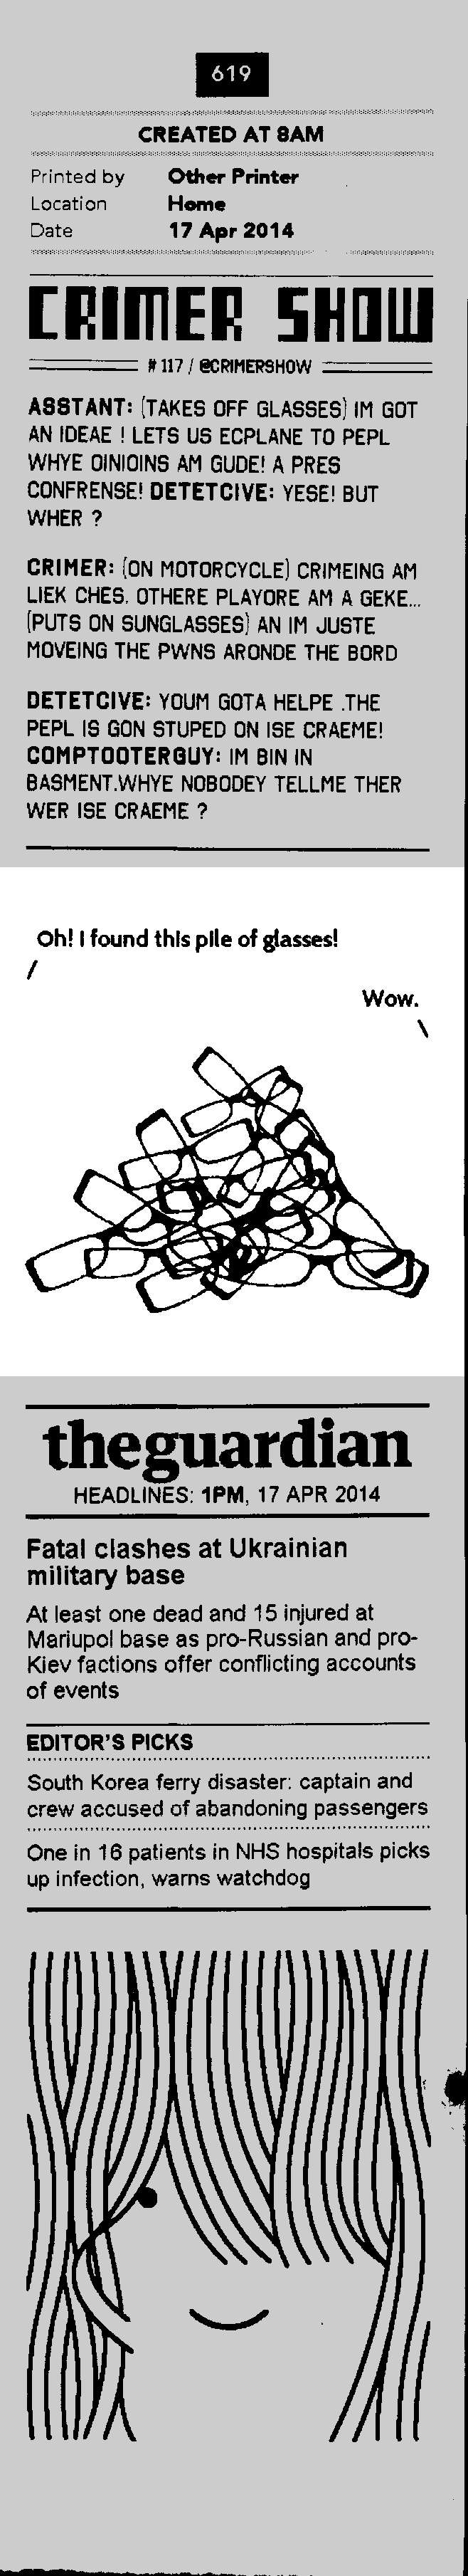 619
CREATED AT 8AM
Printed by Other Printer
Location Home
Date 17 Apr 2014
CRIMER SHOW
# 117 / @CRIMERSHOW
ASSTANT: (TAKES OFF GLASSES) IM GOT
AN IDEAE ! LETS US ECPLANE TO PEPL
WHYE OINIOINS AM GUDE! A PRES
CONFRENSE! DETETCIVE: YESE! BUT
WHER ?
CRIMER: (ON MOTORCYCLE) CRIMEING AM
LIEK CHES. OTHERE PLAYORE AM A GEKE...
(PUTS ON SUNGLASSES) AN IM JUSTE
MOVEING THE PWNS ARONDE THE BORD
DETETCIVE: YOUM GOTA HELPE .THE
PEPL IS GON STUPED ON ISE CRAEME!
COMPTOOTERGUY: IM BIN IN
BASMENT.WHYE NOBODEY TELLME THER
WER ISE CRAEME ?
Oh! I found this pile of glasses!
Wow.
theguardian
HEADLINES: 1PM, 17 APR 2014
Fatal clashes at Ukrainian
military base
At least one dead and 15 injured at
Mariupol base as pro-Russian and pro-
Kiev factions offer conflicting accounts
of events
EDITOR'S PICKS
South Korea ferry disaster: captain and
crew accused of abandoning passengers
One in 16 patients in NHS hospitals picks
up infection, warns watchdog